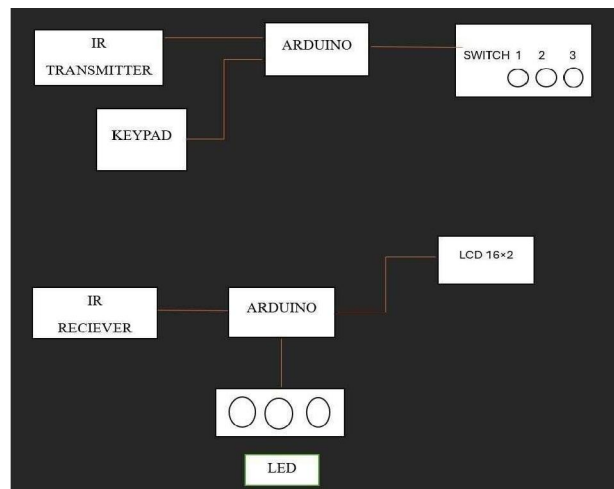 IR
TRANSMITTER
ARDUINO
SWITCH 1 2 3
KEYPAD
LCD 16×2
IR
RECIEVER
ARDUINO
LED